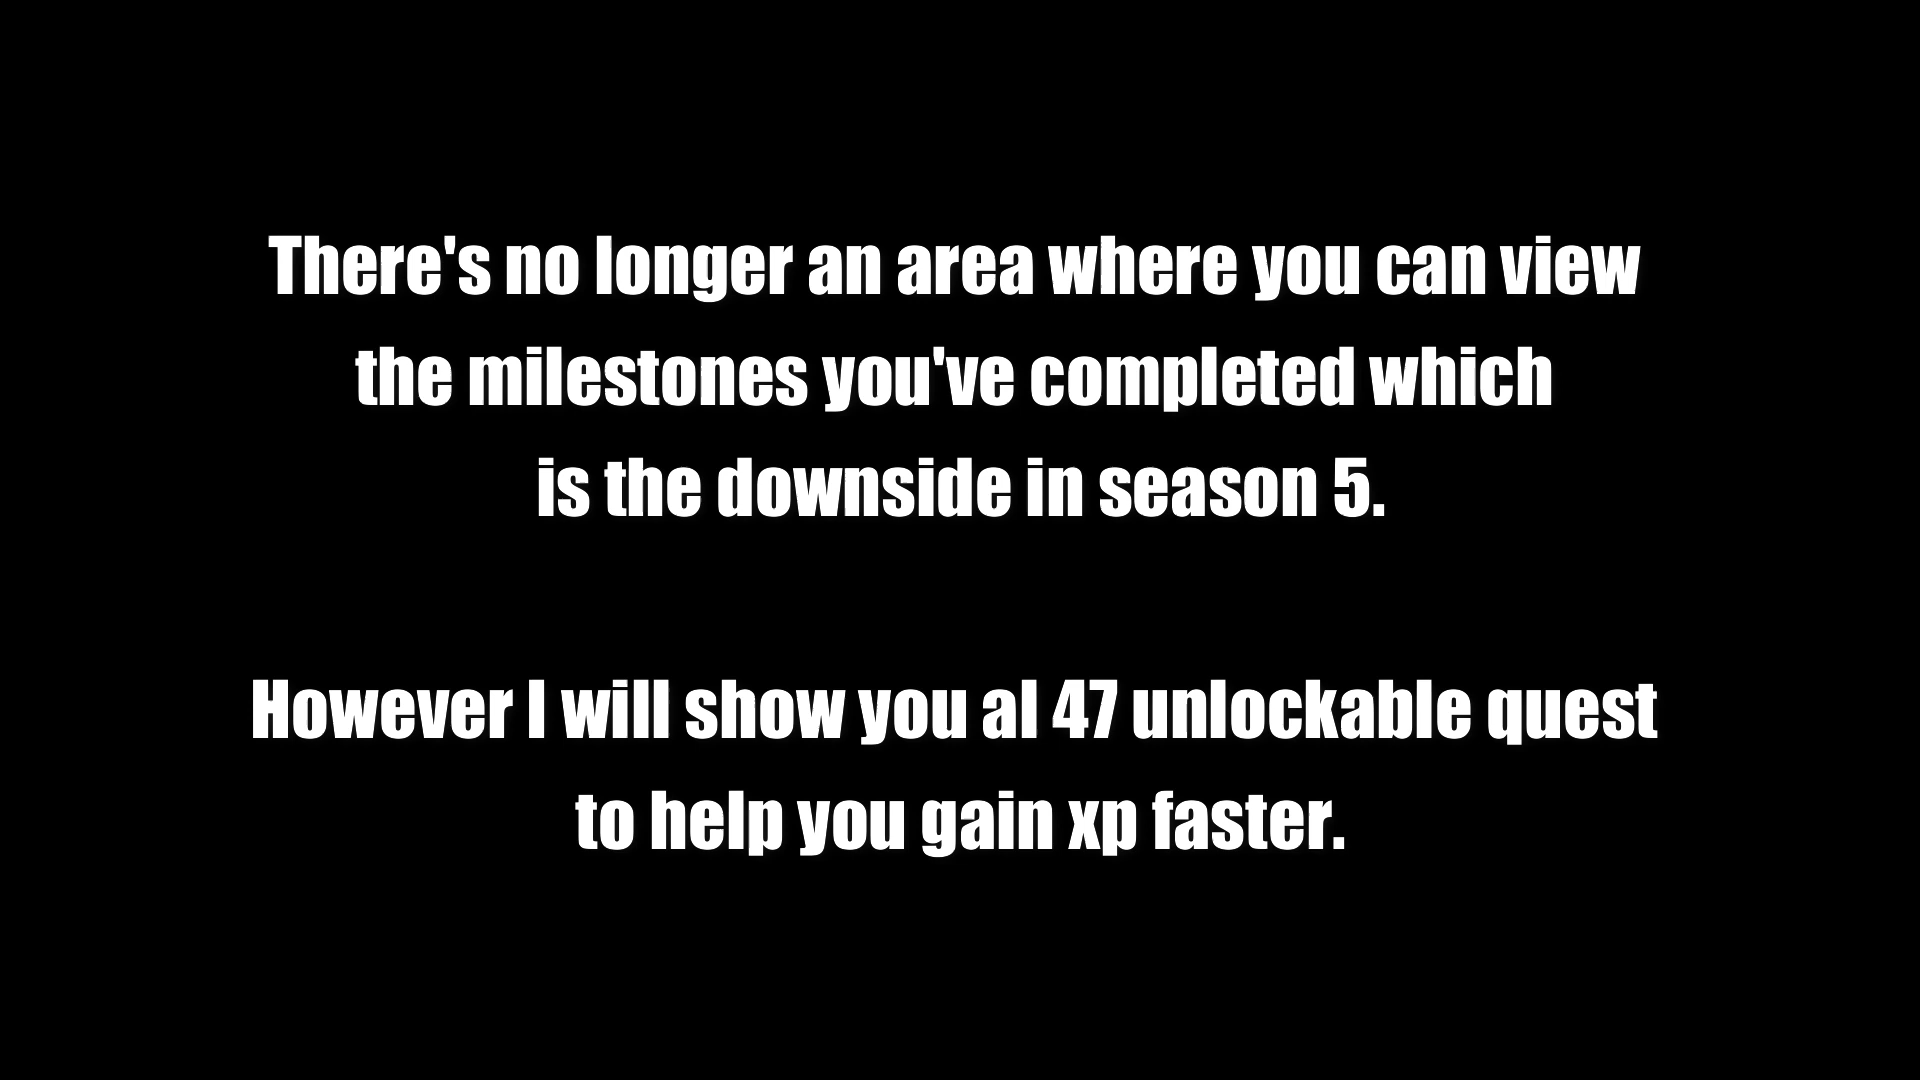 There's no longer an area where you can view
the milestones you've completed which
is the downside in season 5.
However I will show you al 47 unlockable quest
to help you gain xp faster.